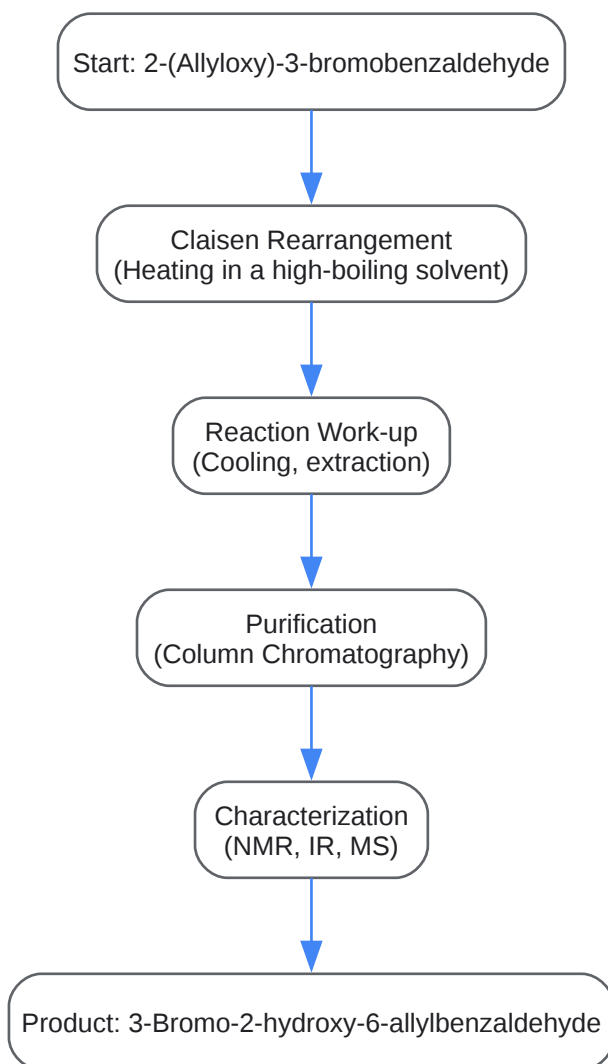 Start: 2-(Allyloxy)-3-bromobenzaldehyde
Claisen Rearrangement
(Heating in a high-boiling solvent)
Reaction Work-up
(Cooling, extraction)
Purification
(Column Chromatography)
Characterization
(NMR, IR, MS)
Product: 3-Bromo-2-hydroxy-6-allylbenzaldehyde